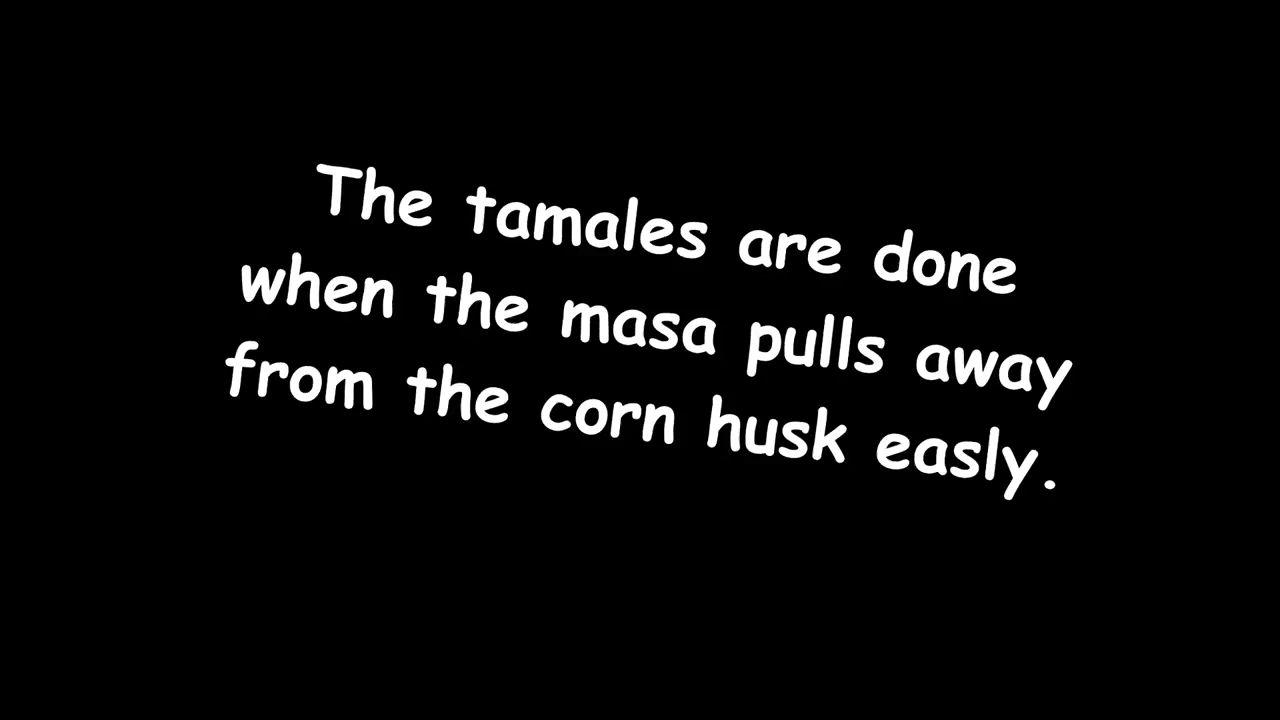 The tamales are done
when the masa pulls away
from the corn husk easly.